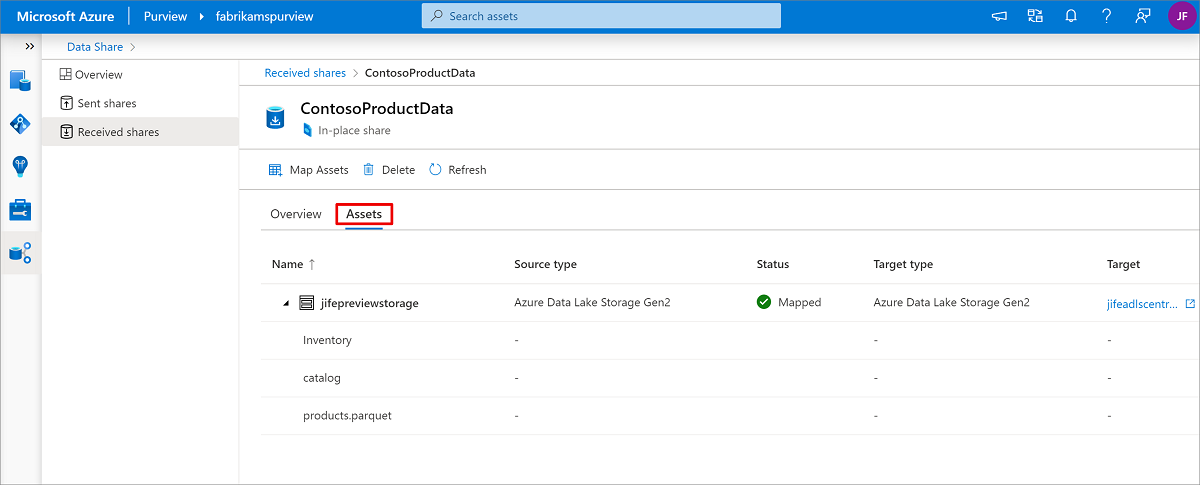 Microsoft Azure Purview fabrikamspurview Search assets JF
Data Share
Overview
Sent shares
Received shares
Received shares ContosoProductData
ContosoProductData
In-place share
Map Assets Delete Refresh
Overview Assets
Name ↑ Source type Status Target type Target
jifepreviewstorage Azure Data Lake Storage Gen2 Mapped Azure Data Lake Storage Gen2 jifeadlscentr...
Inventory - - -
catalog - - -
products.parquet - - -